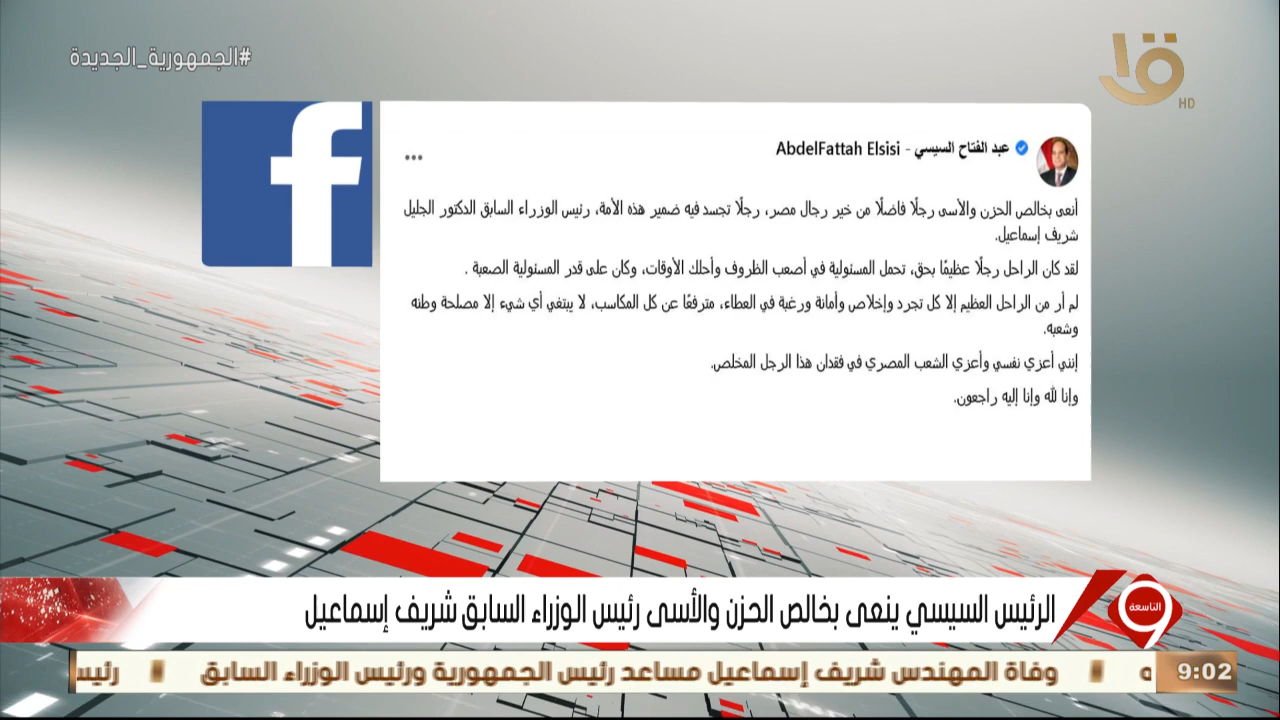 #الجمهورية_الجديدة
HD
عبد الفتاح السيسي - AbdelFattah Elsisi
أنعى بخالص الحزن والأسى رجلًا فاضلًا من خير رجال مصر، رجلًا تجسد فيه ضمير هذه الأمة، رئيس الوزراء السابق الدكتور الجليل
شريف إسماعيل.
لقد كان الراحل رجلًا عظيمًا بحق، تحمل المسئولية في أصعب الظروف وأحلك الأوقات، وكان على قدر المسئولية الصعبة .
لم أر من الراحل العظيم إلا كل تجرد وإخلاص وأمانة ورغبة في العطاء، مترفعًا عن كل المكاسب، لا يبتغي أي شيء إلا مصلحة وطنه
وشعبه.
إنني أعزي نفسي وأعزي الشعب المصري في فقدان هذا الرجل المخلص.
وإنا لله وإنا إليه راجعون.
التاسعة
الرئيس السيسي ينعى بخالص الحزن والأسى رئيس الوزراء السابق شريف إسماعيل
9:02
وفاة المهندس شريف إسماعيل مساعد رئيس الجمهورية ورئيس الوزراء السابق